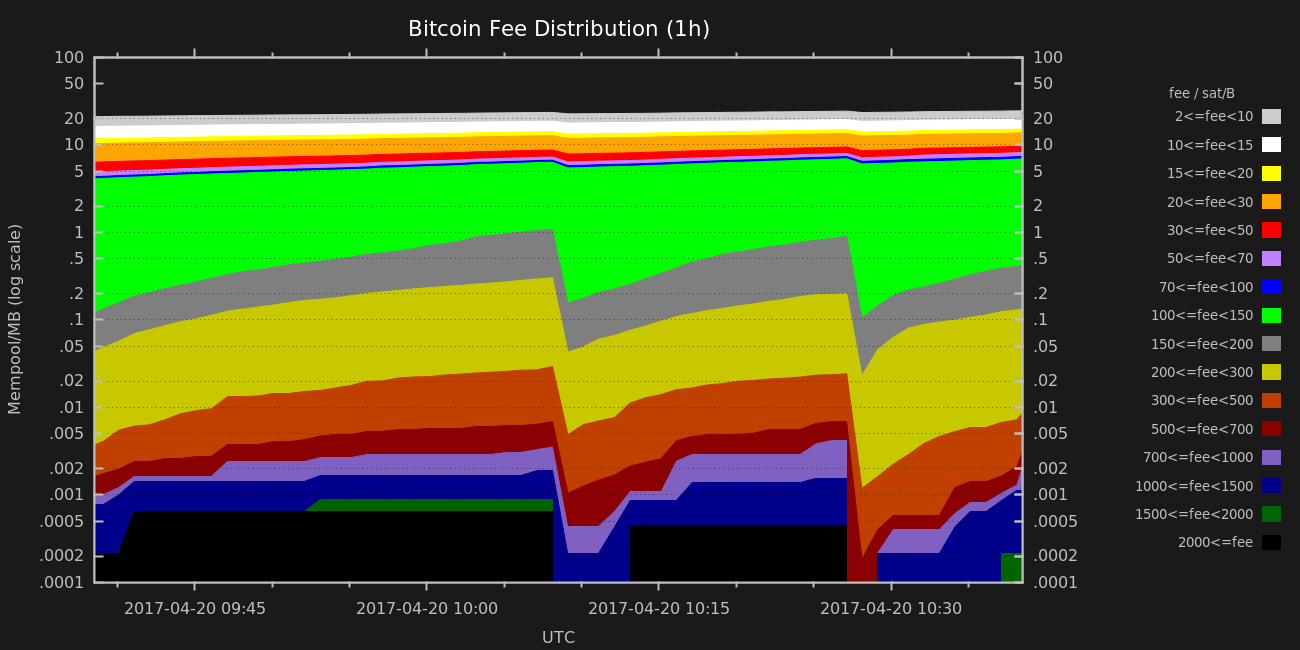 Bitcoin Fee Distribution (1h)
100
50
20
10
5
2
1
.5
.2
.1
.05
.02
.01
.005
.002
.001
.0005
.0002
.0001
Mempool/MB (log scale)
100
50
20
10
5
2
1
.5
.2
.1
.05
.02
.01
.005
.002
.001
.0005
.0002
.0001
2017-04-20 09:45
2017-04-20 10:00
2017-04-20 10:15
2017-04-20 10:30
UTC
fee / sat/B
2<=fee<10
10<=fee<15
15<=fee<20
20<=fee<30
30<=fee<50
50<=fee<70
70<=fee<100
100<=fee<150
150<=fee<200
200<=fee<300
300<=fee<500
500<=fee<700
700<=fee<1000
1000<=fee<1500
1500<=fee<2000
2000<=fee